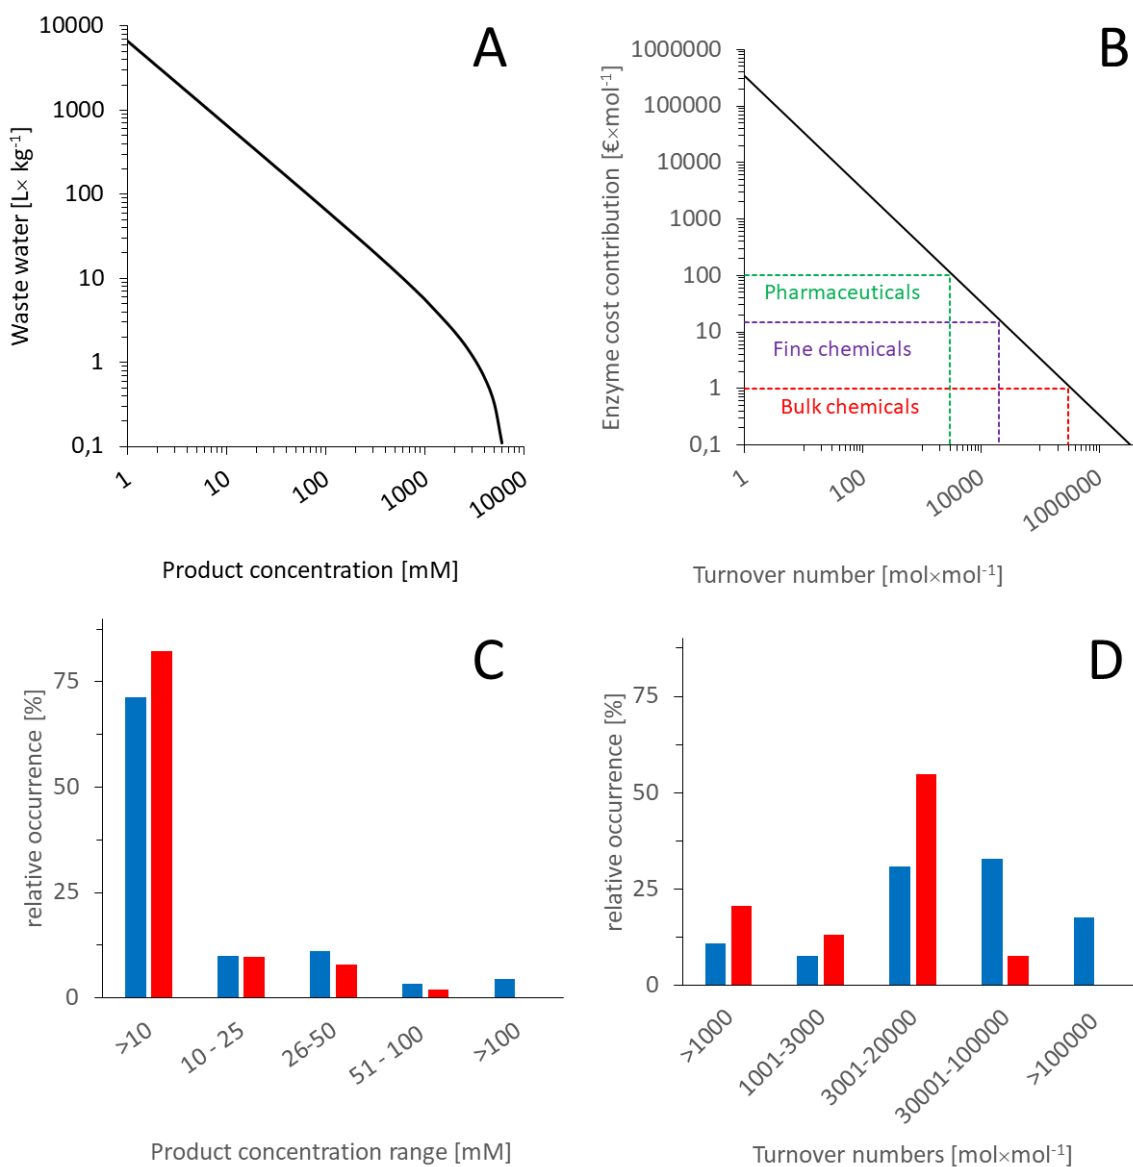 A
10000
1000
100
10
1
0,1
Waste water [L× kg-1]
1
10
100
1000
10000
Product concentration [mM]
B
1000000
100000
10000
1000
100
10
1
0,1
Enzyme cost contribution [€×mol-1]
Pharmaceuticals
Fine chemicals
Bulk chemicals
1
100
10000
1000000
Turnover number [mol×mol-1]
C
75
50
25
0
relative occurrence [%]
>10
10 - 25
26-50
51 - 100
>100
Product concentration range [mM]
D
75
50
25
0
relative occurrence [%]
>1000
1001-3000
3001-20000
30001-100000
>100000
Turnover numbers [mol×mol-1]